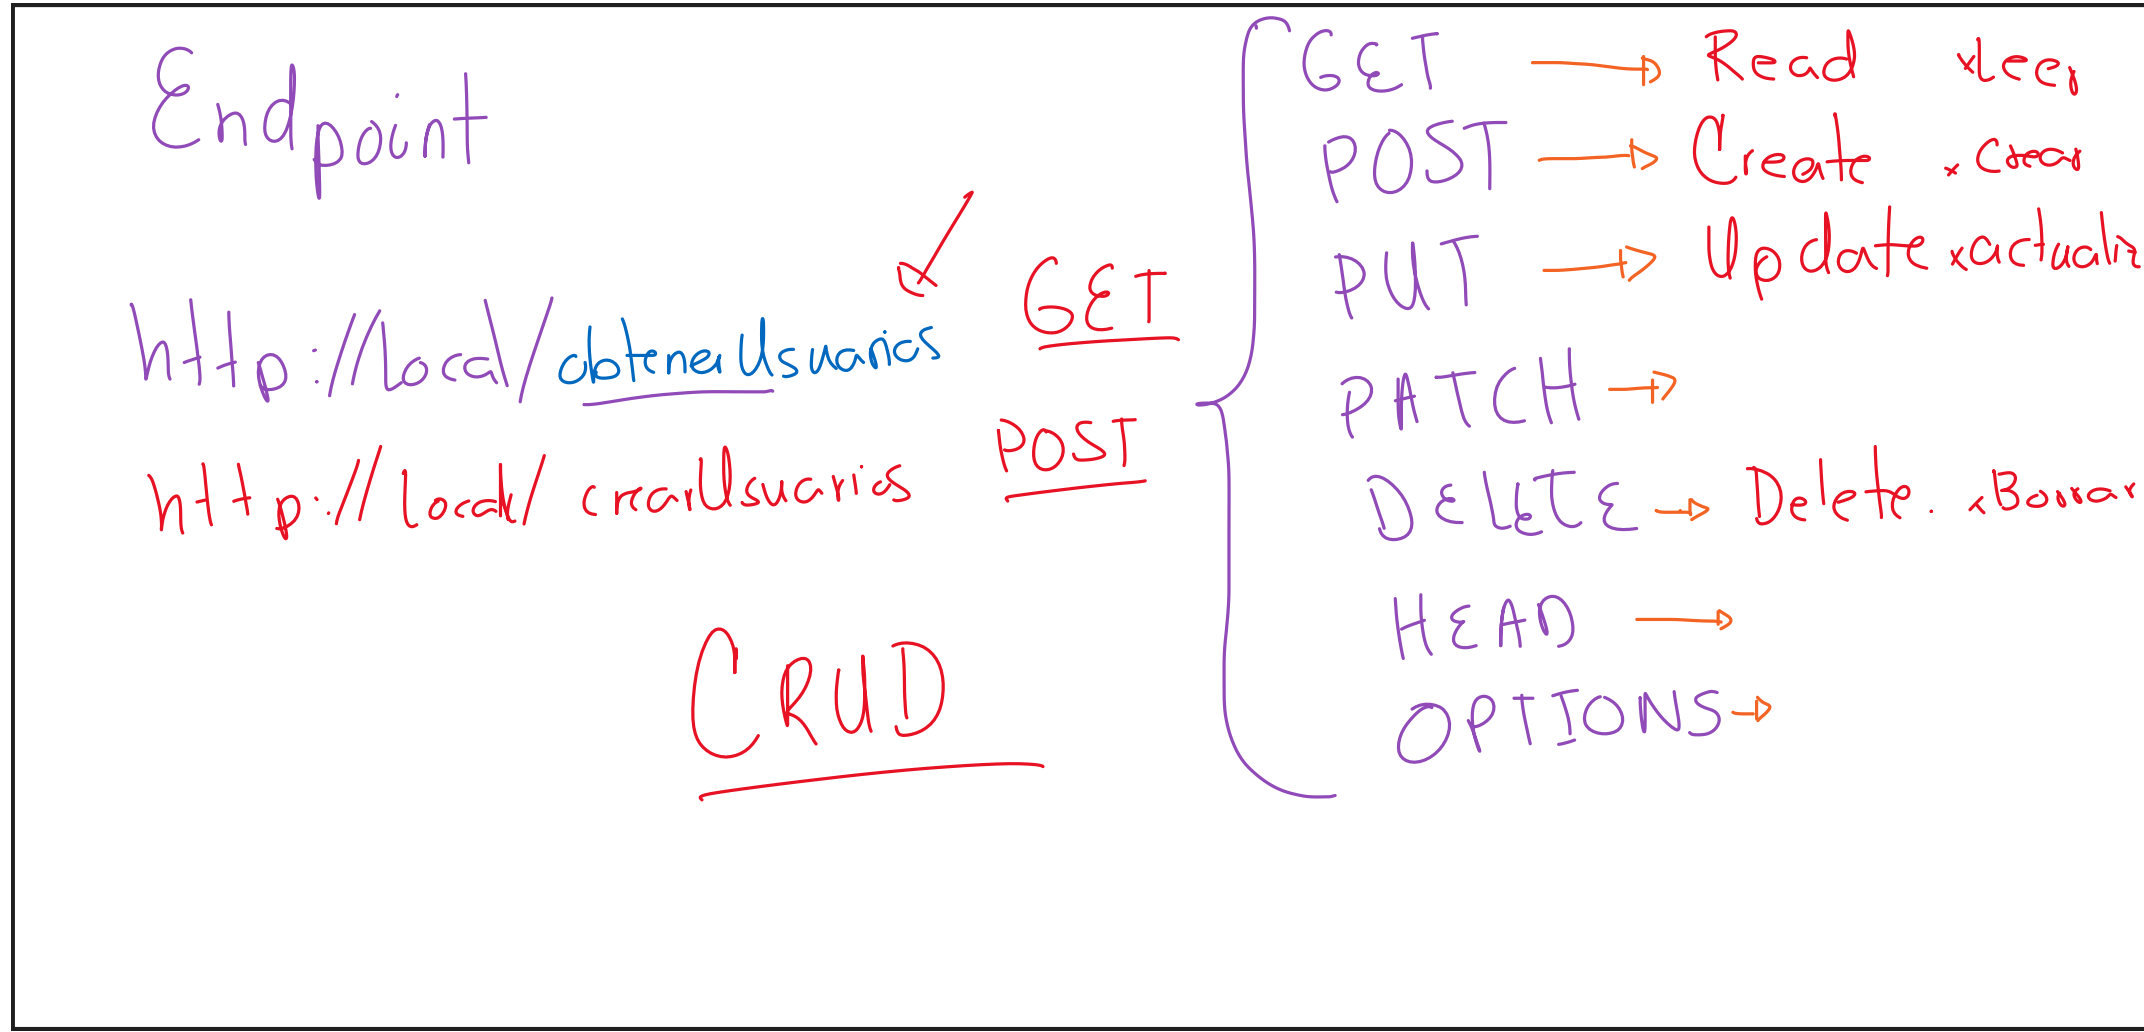 Endpoint
http://local/obtenerUsuarios GET
http://local/crearUsuarios POST
CRUD
GET Read Leer
POST Create Crear
PUT Update actualiz
PATCH
DELETE Delete. Borrar
HEAD
OPTIONS